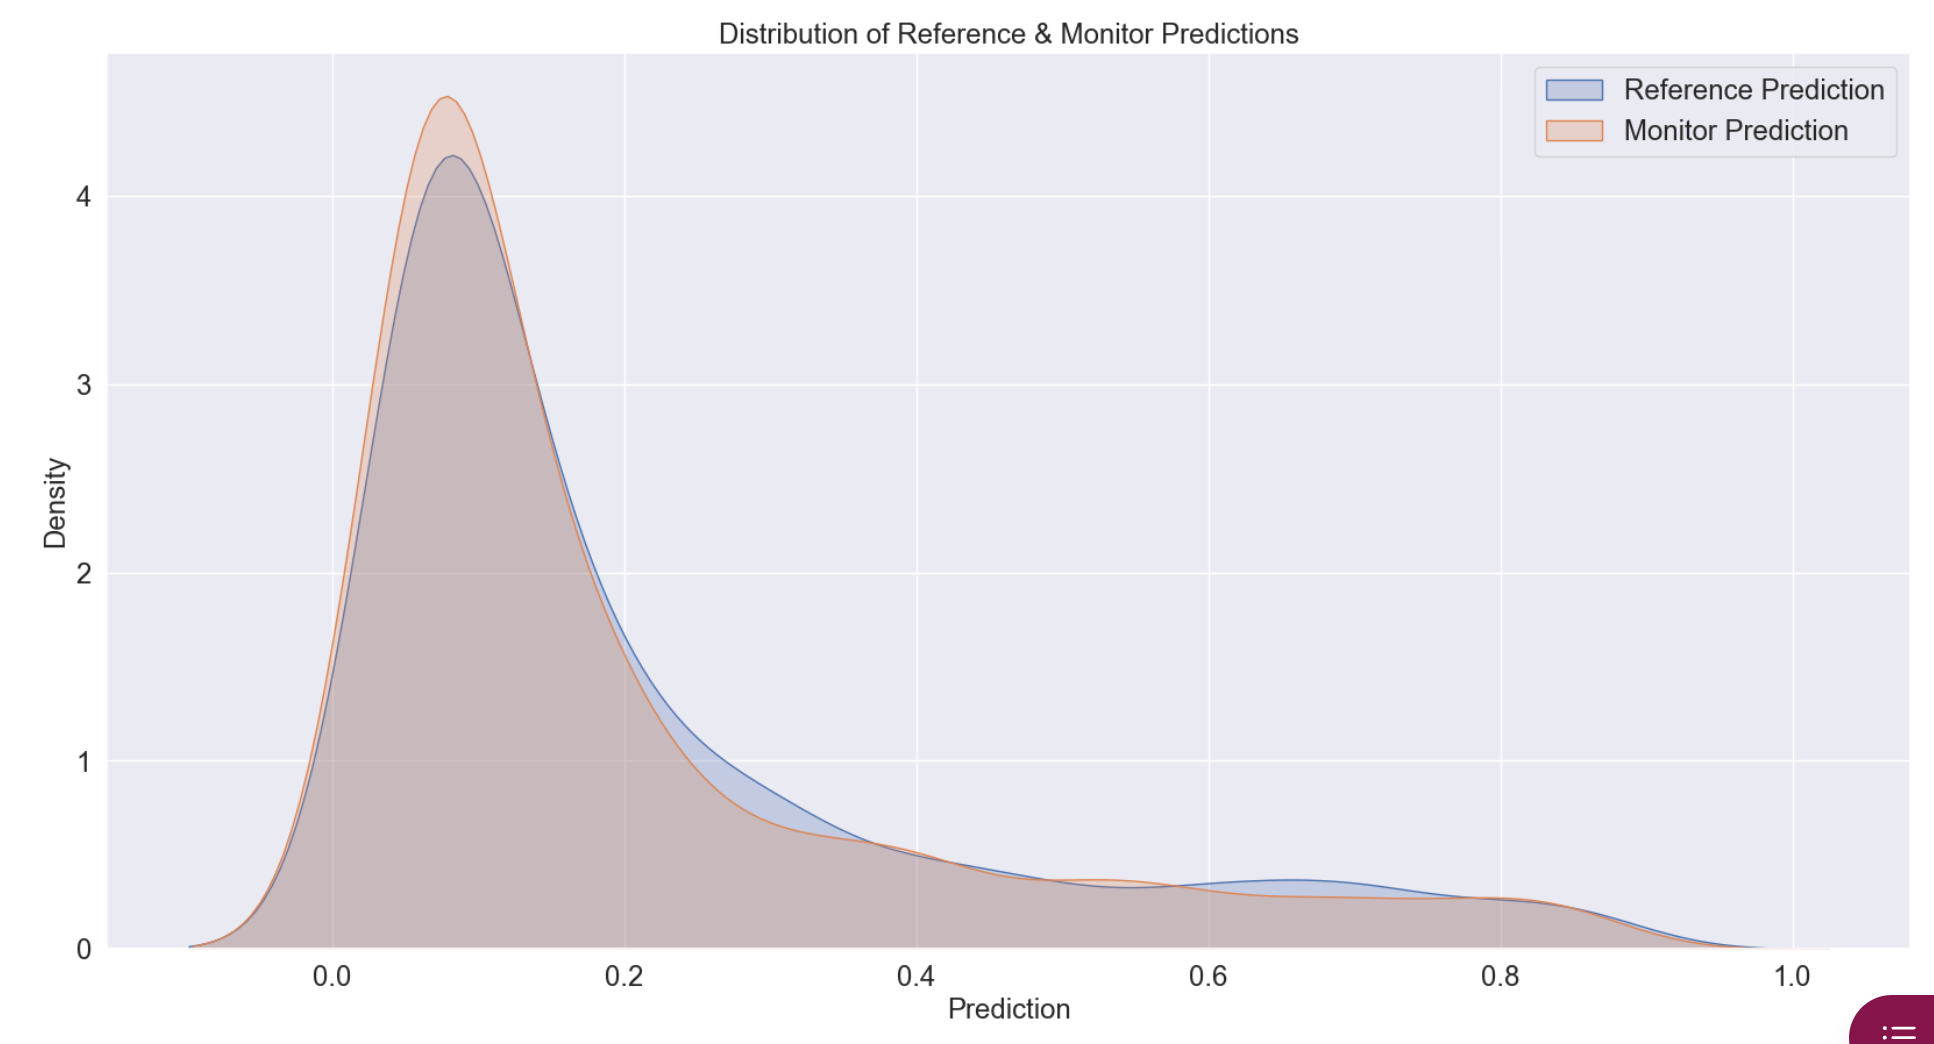 Distribution of Reference & Monitor Predictions
Reference Prediction
Monitor Prediction
4
3
2
1
0
Density
0.0 0.2 0.4 0.6 0.8 1.0
Prediction